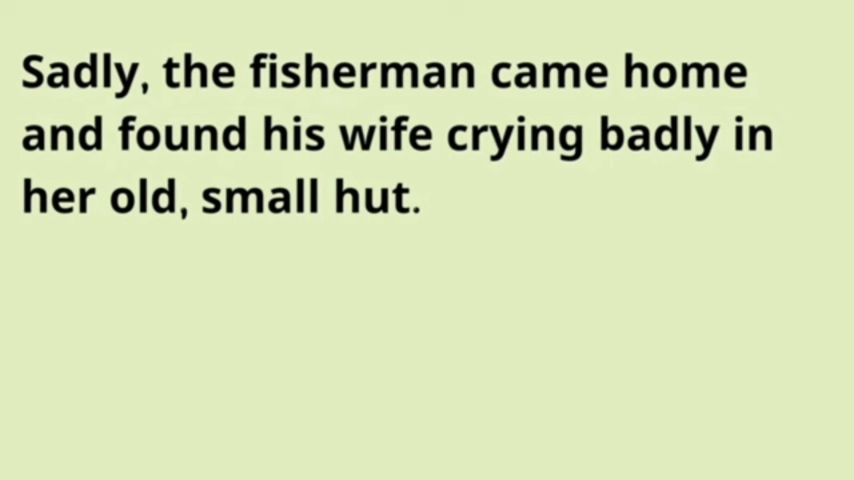 Sadly, the fisherman came home
and found his wife crying badly in
her old, small hut.